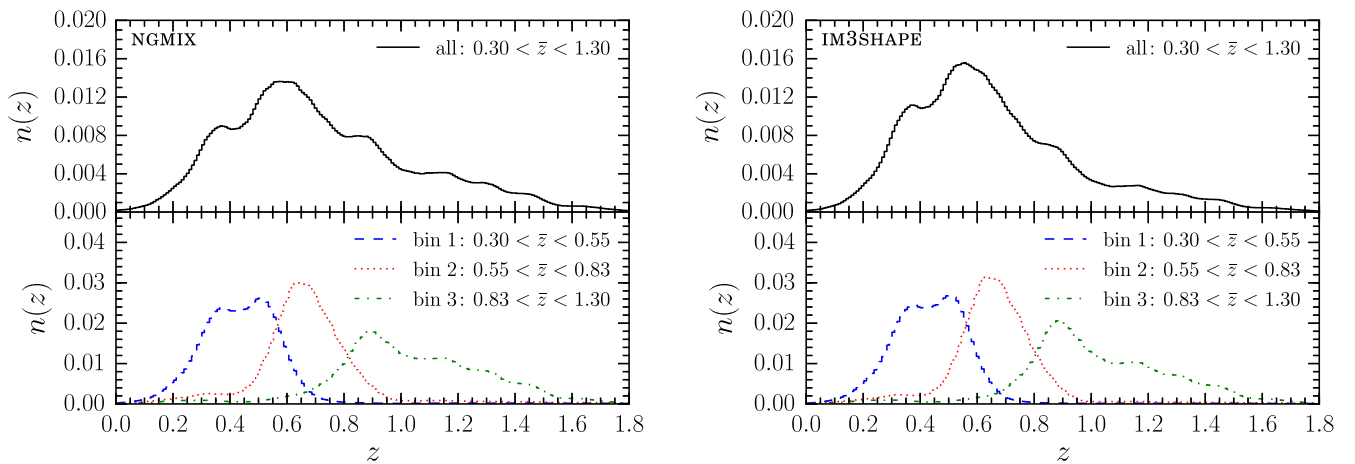 NGMIX
all: 0.30 < z̄ < 1.30
n(z)
0.020
0.016
0.012
0.008
0.004
0.000
bin 1: 0.30 < z̄ < 0.55
bin 2: 0.55 < z̄ < 0.83
bin 3: 0.83 < z̄ < 1.30
n(z)
0.04
0.03
0.02
0.01
0.00
0.0 0.2 0.4 0.6 0.8 1.0 1.2 1.4 1.6 1.8
z
IM3SHAPE
all: 0.30 < z̄ < 1.30
n(z)
0.020
0.016
0.012
0.008
0.004
0.000
bin 1: 0.30 < z̄ < 0.55
bin 2: 0.55 < z̄ < 0.83
bin 3: 0.83 < z̄ < 1.30
n(z)
0.04
0.03
0.02
0.01
0.00
0.0 0.2 0.4 0.6 0.8 1.0 1.2 1.4 1.6 1.8
z